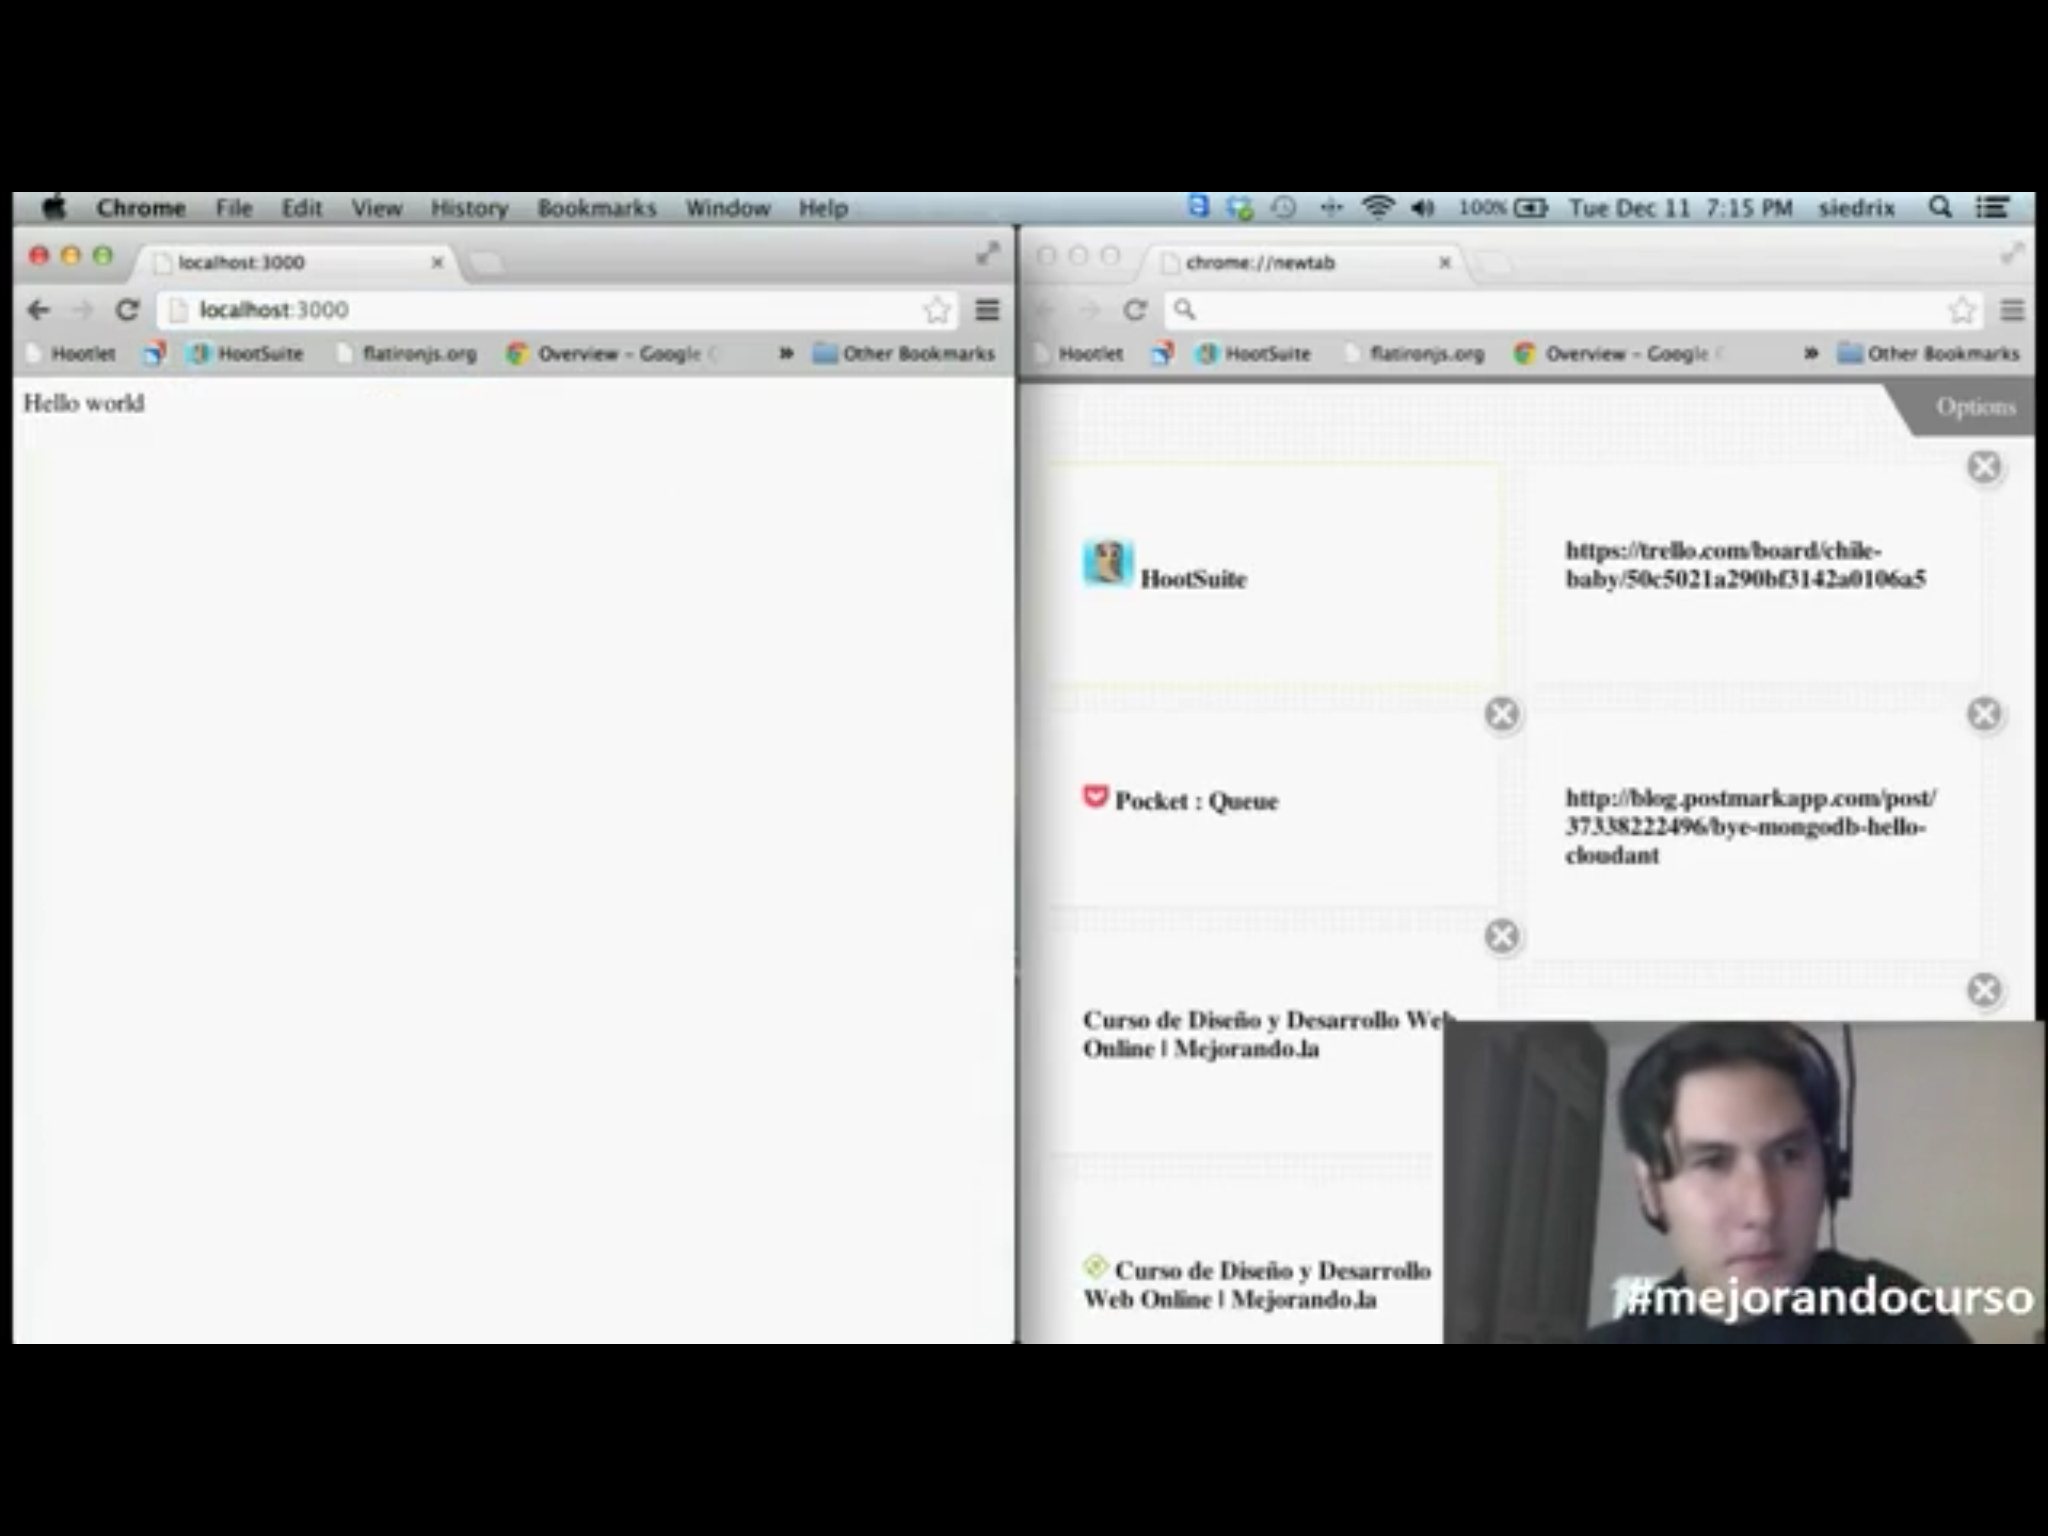 Chrome File Edit View History Bookmarks Window Help 100% Tue Dec 11 7:15 PM siedrix
localhost:3000
localhost:3000
Hootlet HootSuite flatironjs.org Overview - Google » Other Bookmarks
Hello world
chrome://newtab
Hootlet HootSuite flatironjs.org Overview - Google » Other Bookmarks
Options
HootSuite
https://trello.com/board/chile-
baby/50c5021a290bf3142a0106a5
Pocket : Queue
http://blog.postmarkapp.com/post/
37338222496/bye-mongodb-hello-
cloudant
Curso de Diseño y Desarrollo Web
Online | Mejorando.la
Curso de Diseño y Desarrollo
Web Online | Mejorando.la
#mejorandocurso